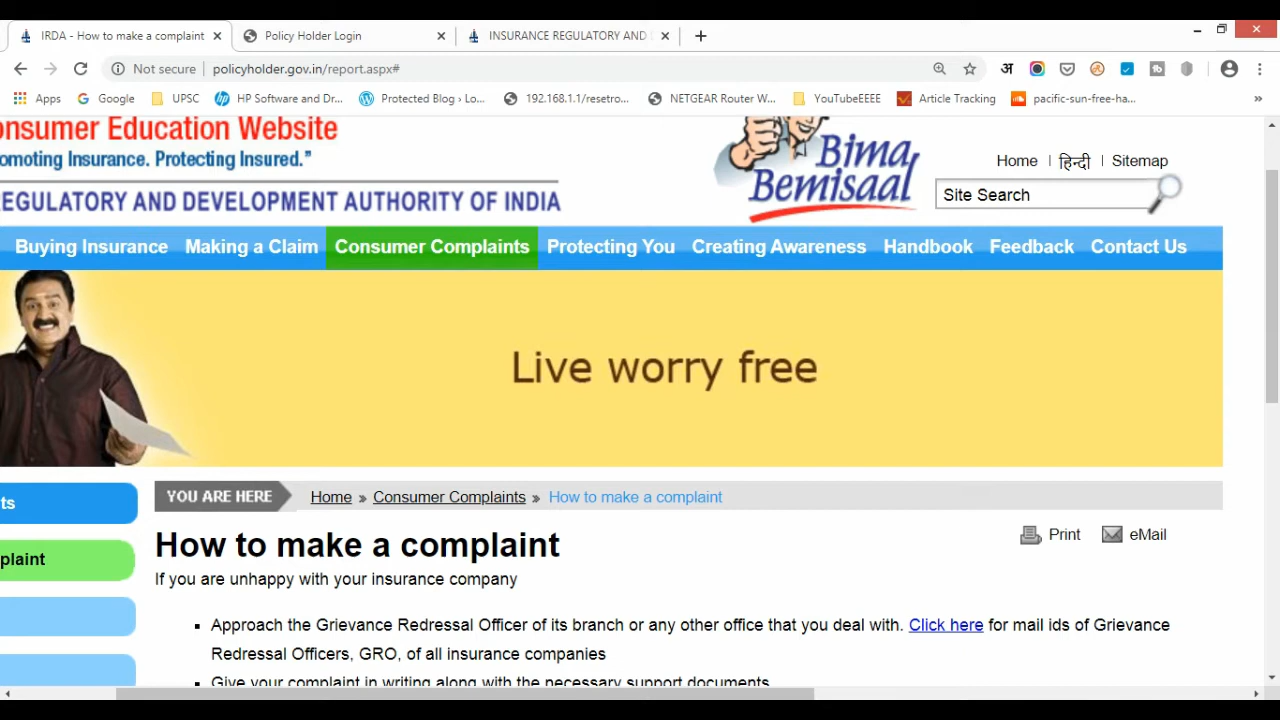 IRDA - How to make a complaint
Policy Holder Login
INSURANCE REGULATORY AND
Not secure policyholder.gov.in/report.aspx#
अ
Apps Google UPSC HP Software and Dr... Protected Blog › Lo... 192.168.1.1/resetro... NETGEAR Router W... YouTubeEEEE Article Tracking pacific-sun-free-ha... »
onsumer Education Website
omoting Insurance. Protecting Insured."
EGULATORY AND DEVELOPMENT AUTHORITY OF INDIA
Bima
Bemisaal
Home | हिन्दी | Sitemap
Site Search
Buying Insurance Making a Claim Consumer Complaints Protecting You Creating Awareness Handbook Feedback Contact Us
Live worry free
ts
plaint
YOU ARE HERE Home » Consumer Complaints » How to make a complaint
Print eMail
How to make a complaint
If you are unhappy with your insurance company
▪ Approach the Grievance Redressal Officer of its branch or any other office that you deal with. Click here for mail ids of Grievance
Redressal Officers, GRO, of all insurance companies
▪ Give your complaint in writing along with the necessary support documents